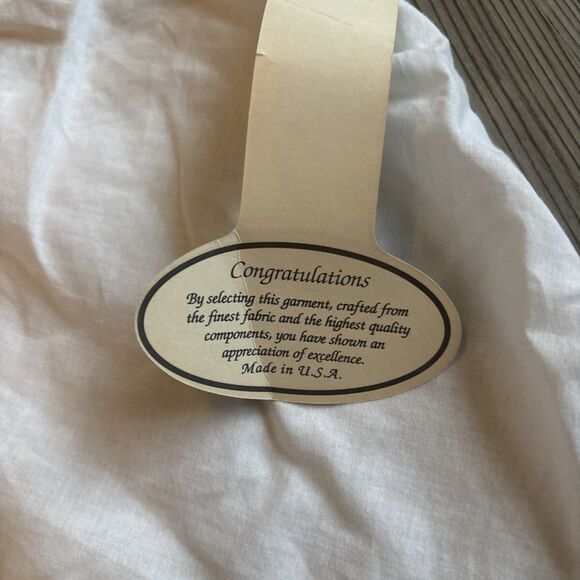 Congratulations
By selecting this garment, crafted from
the finest fabric and the highest quality
components, you have shown an
appreciation of excellence.
Made in U.S.A.